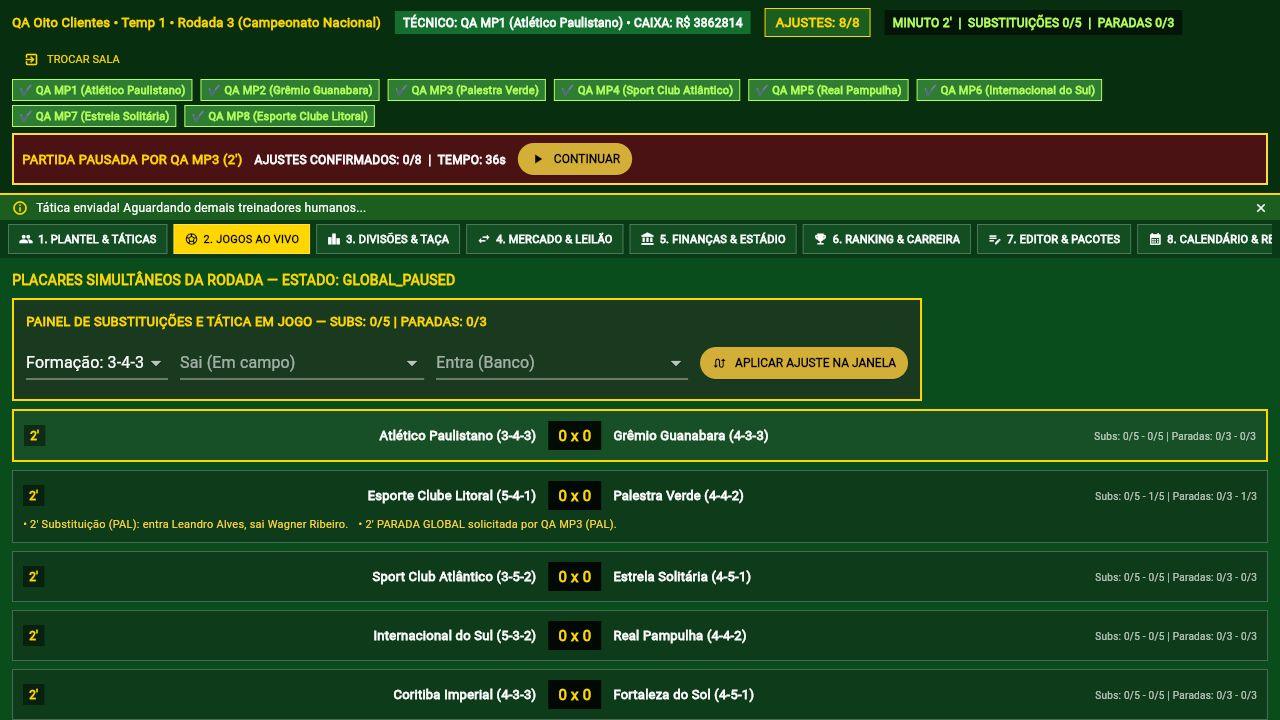 QA Oito Clientes • Temp 1 • Rodada 3 (Campeonato Nacional)
TÉCNICO: QA MP1 (Atlético Paulistano) • CAIXA: R$ 3862814
AJUSTES: 8/8
MINUTO 2' | SUBSTITUIÇÕES 0/5 | PARADAS 0/3
TROCAR SALA
QA MP1 (Atlético Paulistano)
QA MP2 (Grêmio Guanabara)
QA MP3 (Palestra Verde)
QA MP4 (Sport Club Atlântico)
QA MP5 (Real Pampulha)
QA MP6 (Internacional do Sul)
QA MP7 (Estrela Solitária)
QA MP8 (Esporte Clube Litoral)
PARTIDA PAUSADA POR QA MP3 (2') AJUSTES CONFIRMADOS: 0/8 | TEMPO: 36s CONTINUAR
Tática enviada! Aguardando demais treinadores humanos...
1. PLANTEL & TÁTICAS
2. JOGOS AO VIVO
3. DIVISÕES & TAÇA
4. MERCADO & LEILÃO
5. FINANÇAS & ESTÁDIO
6. RANKING & CARREIRA
7. EDITOR & PACOTES
8. CALENDÁRIO & RE
PLACARES SIMULTÂNEOS DA RODADA — ESTADO: GLOBAL_PAUSED
PAINEL DE SUBSTITUIÇÕES E TÁTICA EM JOGO — SUBS: 0/5 | PARADAS: 0/3
Formação: 3-4-3
Sai (Em campo)
Entra (Banco)
APLICAR AJUSTE NA JANELA
2' Atlético Paulistano (3-4-3) 0 x 0 Grêmio Guanabara (4-3-3) Subs: 0/5 - 0/5 | Paradas: 0/3 - 0/3
2' Esporte Clube Litoral (5-4-1) 0 x 0 Palestra Verde (4-4-2) Subs: 0/5 - 1/5 | Paradas: 0/3 - 1/3
• 2' Substituição (PAL): entra Leandro Alves, sai Wagner Ribeiro. • 2' PARADA GLOBAL solicitada por QA MP3 (PAL).
2' Sport Club Atlântico (3-5-2) 0 x 0 Estrela Solitária (4-5-1) Subs: 0/5 - 0/5 | Paradas: 0/3 - 0/3
2' Internacional do Sul (5-3-2) 0 x 0 Real Pampulha (4-4-2) Subs: 0/5 - 0/5 | Paradas: 0/3 - 0/3
2' Coritiba Imperial (4-3-3) 0 x 0 Fortaleza do Sol (4-5-1) Subs: 0/5 - 0/5 | Paradas: 0/3 - 0/3